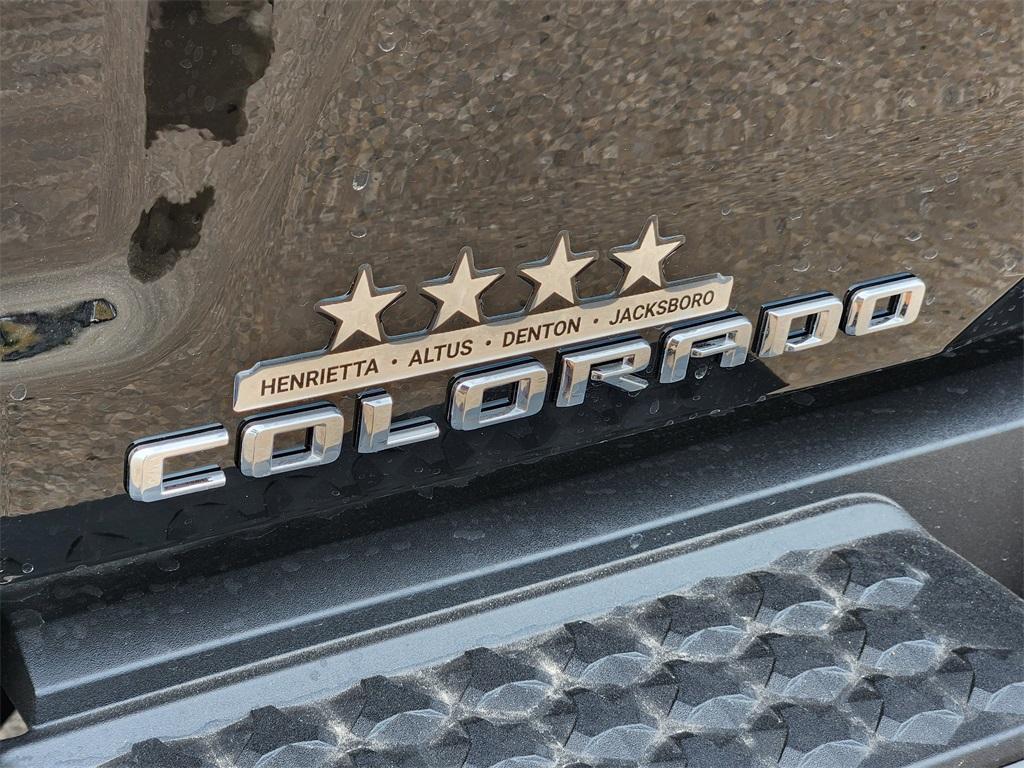 HENRIETTA · ALTUS · DENTON · JACKSBORO
COLORADO